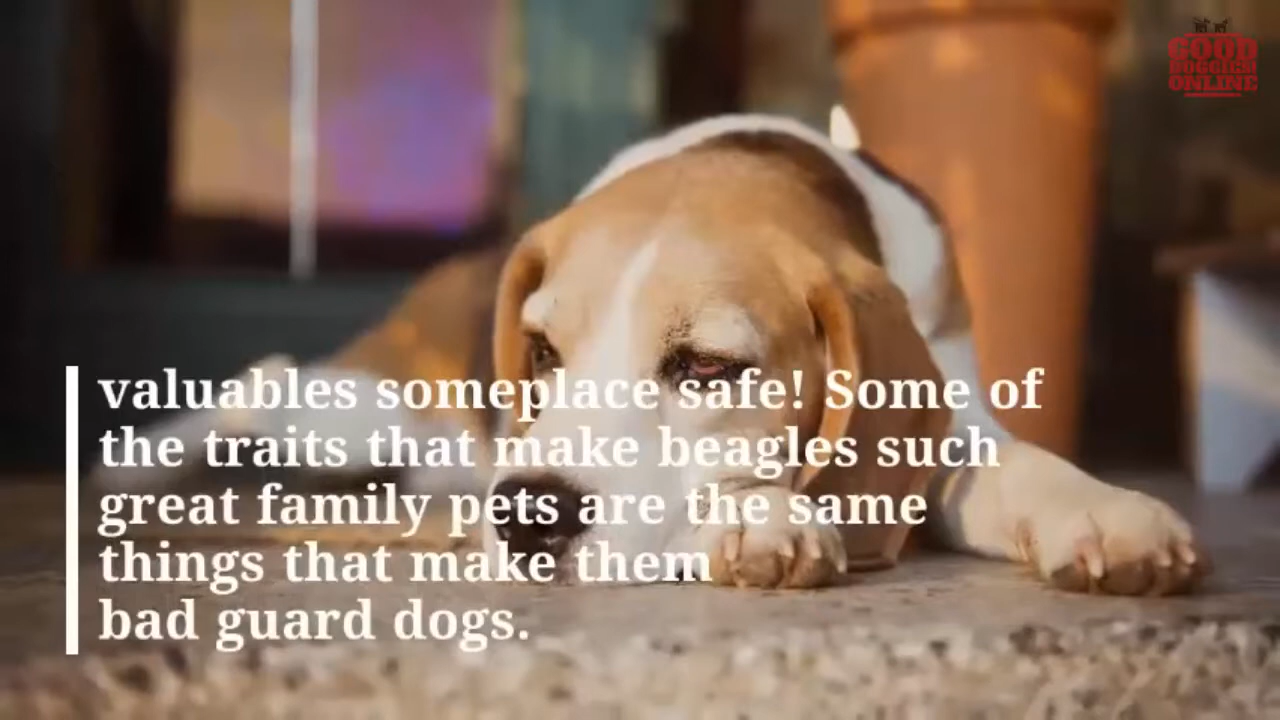 GOOD
DOGGIES!
ONLINE
valuables someplace safe! Some of
the traits that make beagles such
great family pets are the same
things that make them
bad guard dogs.